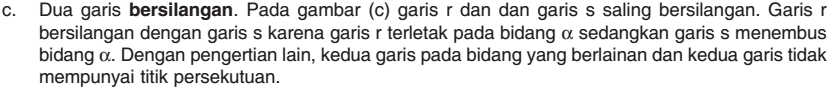 c. Dua garis bersilangan. Pada gambar (c) garis r dan dan garis s saling bersilangan. Garis r
bersilangan dengan garis s karena garis r terletak pada bidang α sedangkan garis s menembus
bidang α. Dengan pengertian lain, kedua garis pada bidang yang berlainan dan kedua garis tidak
mempunyai titik persekutuan.